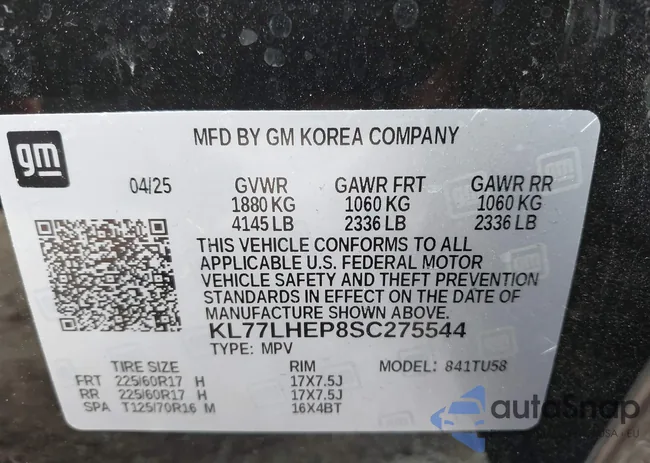 gm
MFD BY GM KOREA COMPANY
04/25 GVWR GAWR FRT GAWR RR
1880 KG 1060 KG 1060 KG
4145 LB 2336 LB 2336 LB
THIS VEHICLE CONFORMS TO ALL
APPLICABLE U.S. FEDERAL MOTOR
VEHICLE SAFETY AND THEFT PREVENTION
STANDARDS IN EFFECT ON THE DATE OF
MANUFACTURE SHOWN ABOVE.
KL77LHEP8SC275544
TYPE: MPV MODEL: 841TU58
TIRE SIZE RIM
FRT 225/60R17 H 17X7.5J
RR 225/60R17 H 17X7.5J
SPA T125/70R16 M 16X4BT
autoSnap